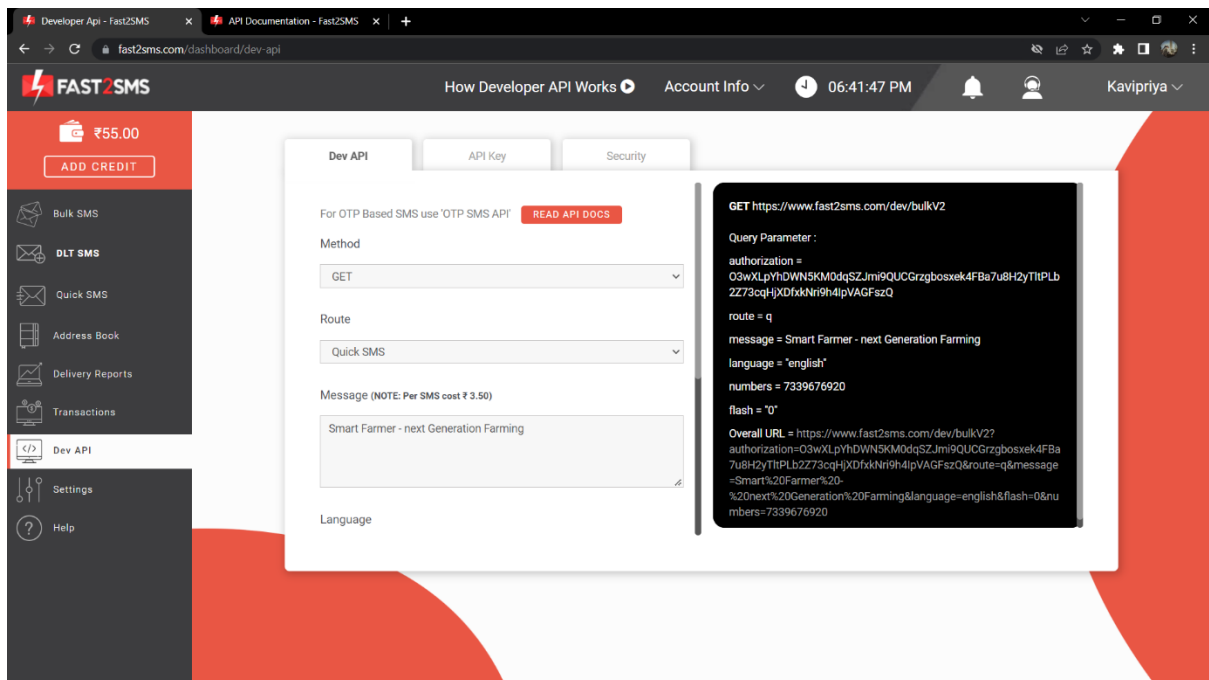 Developer Api - Fast2SMS
API Documentation - Fast2SMS
fast2sms.com/dashboard/dev-api
FAST2SMS
How Developer API Works
Account Info
06:41:47 PM
Kavipriya
₹55.00
ADD CREDIT
Bulk SMS
DLT SMS
Quick SMS
Address Book
Delivery Reports
Transactions
Dev API
Settings
Help
Dev API
API Key
Security
For OTP Based SMS use 'OTP SMS API'
READ API DOCS
Method
GET
Route
Quick SMS
Message (NOTE: Per SMS cost ₹ 3.50)
Smart Farmer - next Generation Farming
Language
GET https://www.fast2sms.com/dev/bulkV2
Query Parameter :
authorization =
O3wXLpYhDWN5KM0dqSZJmi9QUCGrzgbosxek4FBa7u8H2yTltPLb
2Z73cqHjXDfxkNri9h4IpVAGFszQ
route = q
message = Smart Farmer - next Generation Farming
language = "english"
numbers = 7339676920
flash = "0"
Overall URL = https://www.fast2sms.com/dev/bulkV2?
authorization=O3wXLpYhDWN5KM0dqSZJmi9QUCGrzgbosxek4FBa
7u8H2yTltPLb2Z73cqHjXDfxkNri9h4IpVAGFszQ&route=q&message
=Smart%20Farmer%20-
%20next%20Generation%20Farming&language=english&flash=0&nu
mbers=7339676920